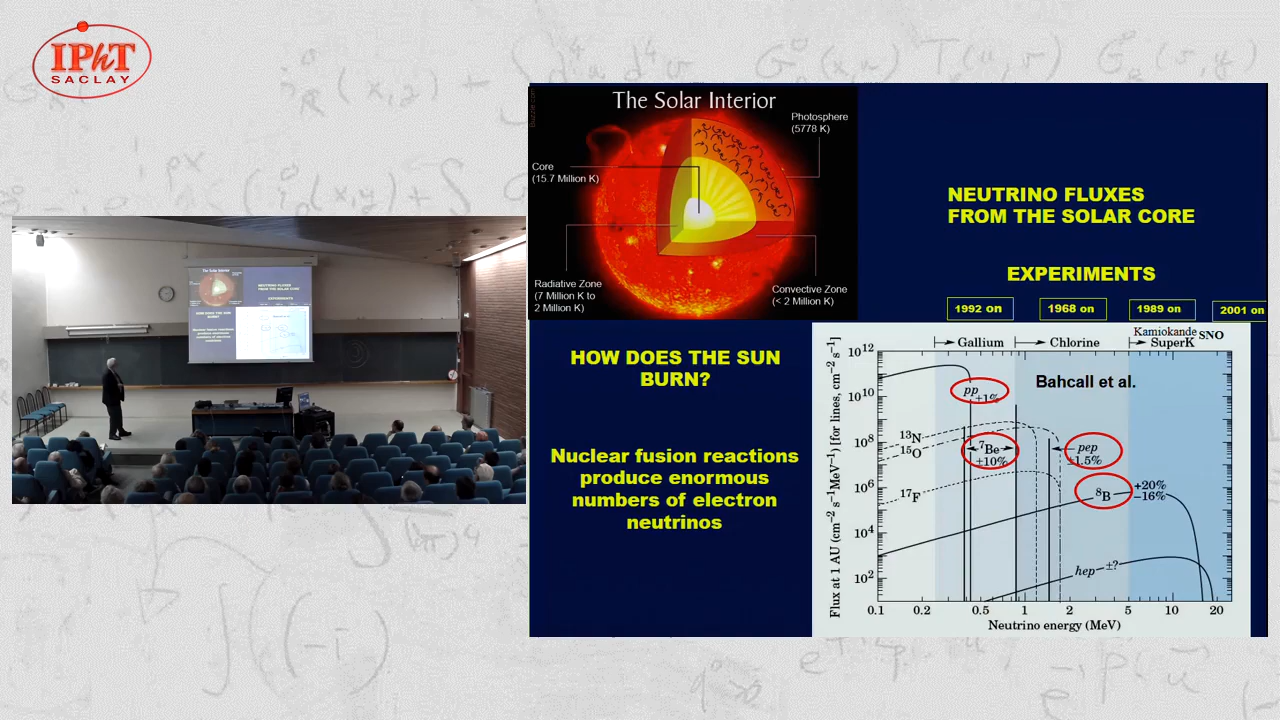 IPhT
SACLAY
The Solar Interior
Photosphere
(5778 K)
Core
(15.7 Million K)
Radiative Zone
(7 Million K to
2 Million K)
Convective Zone
(< 2 Million K)
NEUTRINO FLUXES
FROM THE SOLAR CORE
EXPERIMENTS
1992 on
1968 on
1989 on
2001 on
HOW DOES THE SUN
BURN?
Nuclear fusion reactions
produce enormous
numbers of electron
neutrinos
Kamiokande
SNO
Gallium
Chlorine
SuperK
Bahcall et al.
Flux at 1 AU (cm⁻² s⁻¹MeV⁻¹) [for lines, cm⁻² s⁻¹]
10¹²
10¹⁰
10⁸
10⁶
10⁴
10²
pp
±1%
¹³N
¹⁵O
¹⁷F
⁷Be
±10%
pep
±1.5%
⁸B
+20%
−16%
hep ±?
0.1 0.2 0.5 1 2 5 10 20
Neutrino energy (MeV)